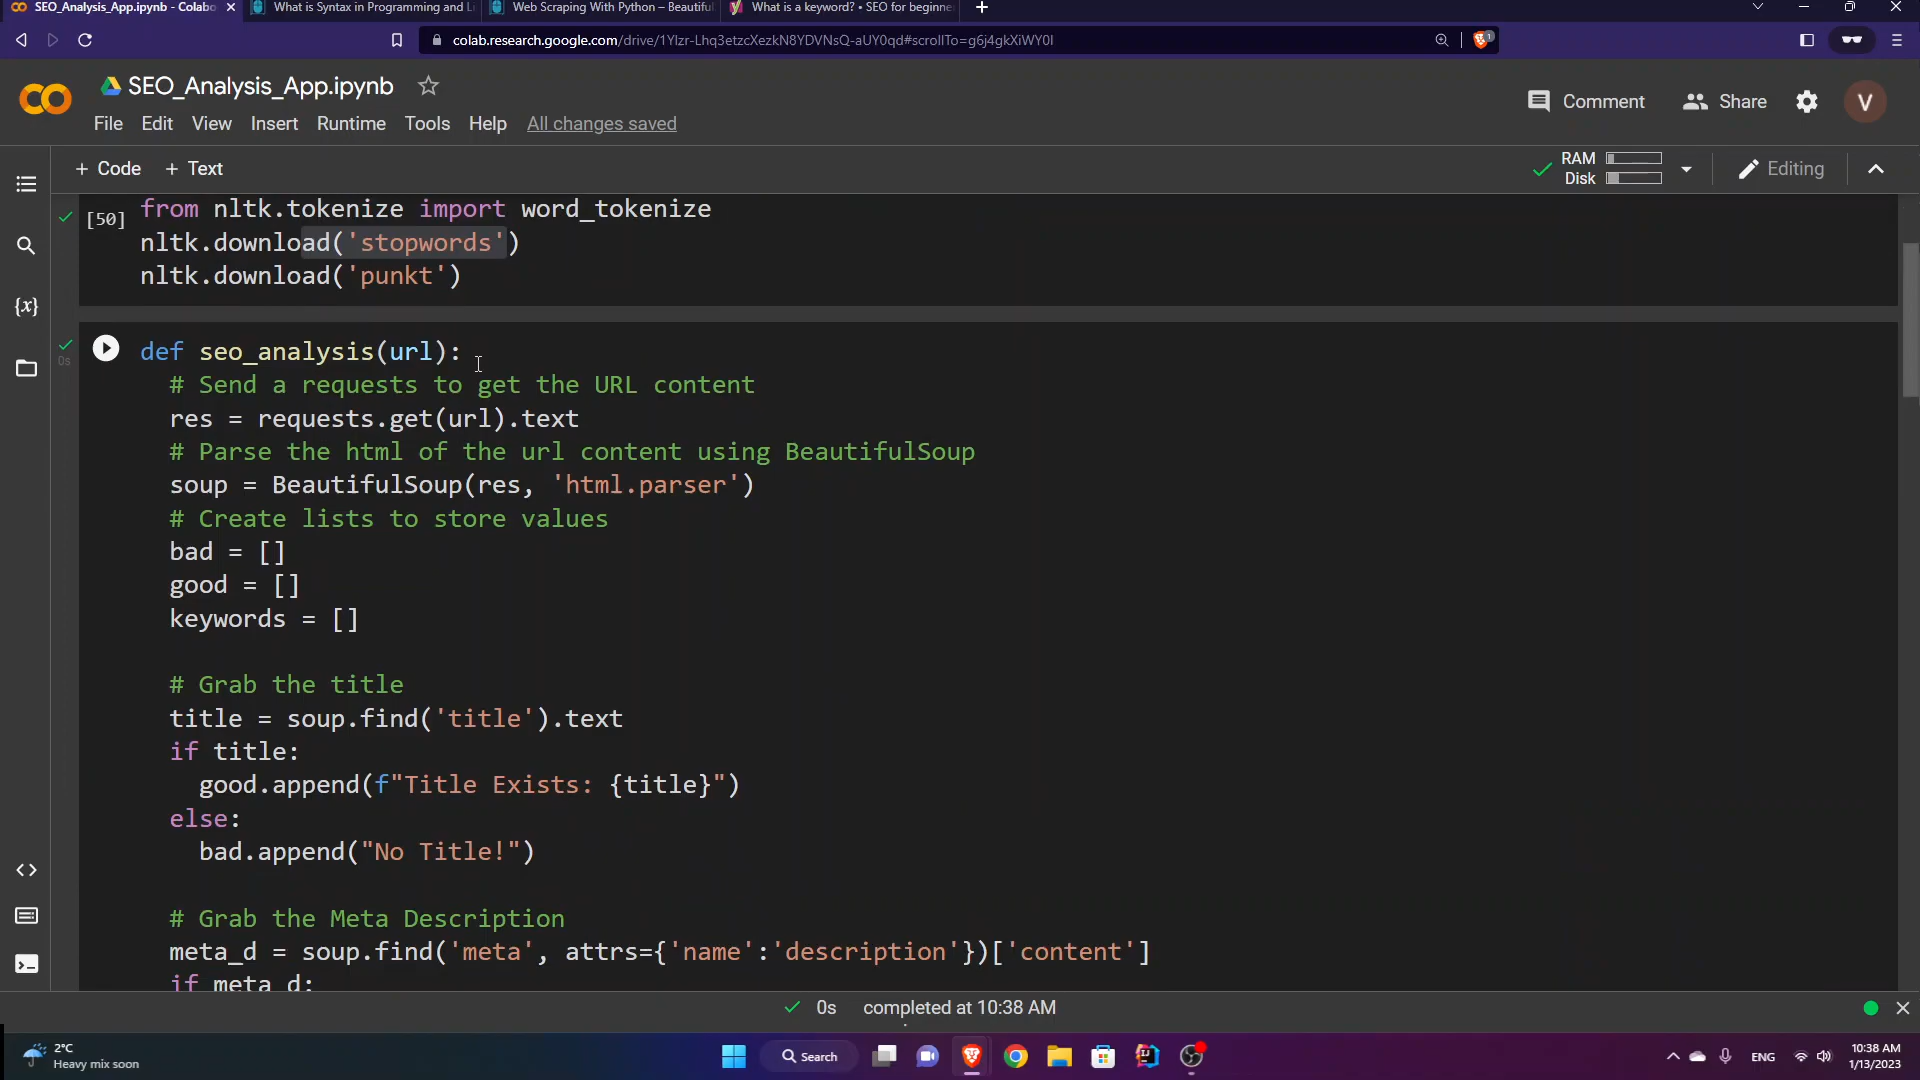 SEO_Analysis_App.ipynb - Colabo
What is Syntax in Programming and Li
Web Scraping With Python – Beautiful
What is a keyword? • SEO for beginne
colab.research.google.com/drive/1Ylzr-Lhq3etzcXezkN8YDVNsQ-aUY0qd#scrollTo=g6j4gkXiWY0l
1
SEO_Analysis_App.ipynb
File Edit View Insert Runtime Tools Help All changes saved
Comment
Share
V
+ Code + Text
RAM
Disk
Editing
[50]
from nltk.tokenize import word_tokenize
nltk.download('stopwords')
nltk.download('punkt')
0s
def seo_analysis(url):
# Send a requests to get the URL content
res = requests.get(url).text
# Parse the html of the url content using BeautifulSoup
soup = BeautifulSoup(res, 'html.parser')
# Create lists to store values
bad = []
good = []
keywords = []
# Grab the title
title = soup.find('title').text
if title:
good.append(f"Title Exists: {title}")
else:
bad.append("No Title!")
# Grab the Meta Description
meta_d = soup.find('meta', attrs={'name':'description'})['content']
if meta_d:
0s completed at 10:38 AM
2°C
Heavy mix soon
Search
ENG
10:38 AM
1/13/2023